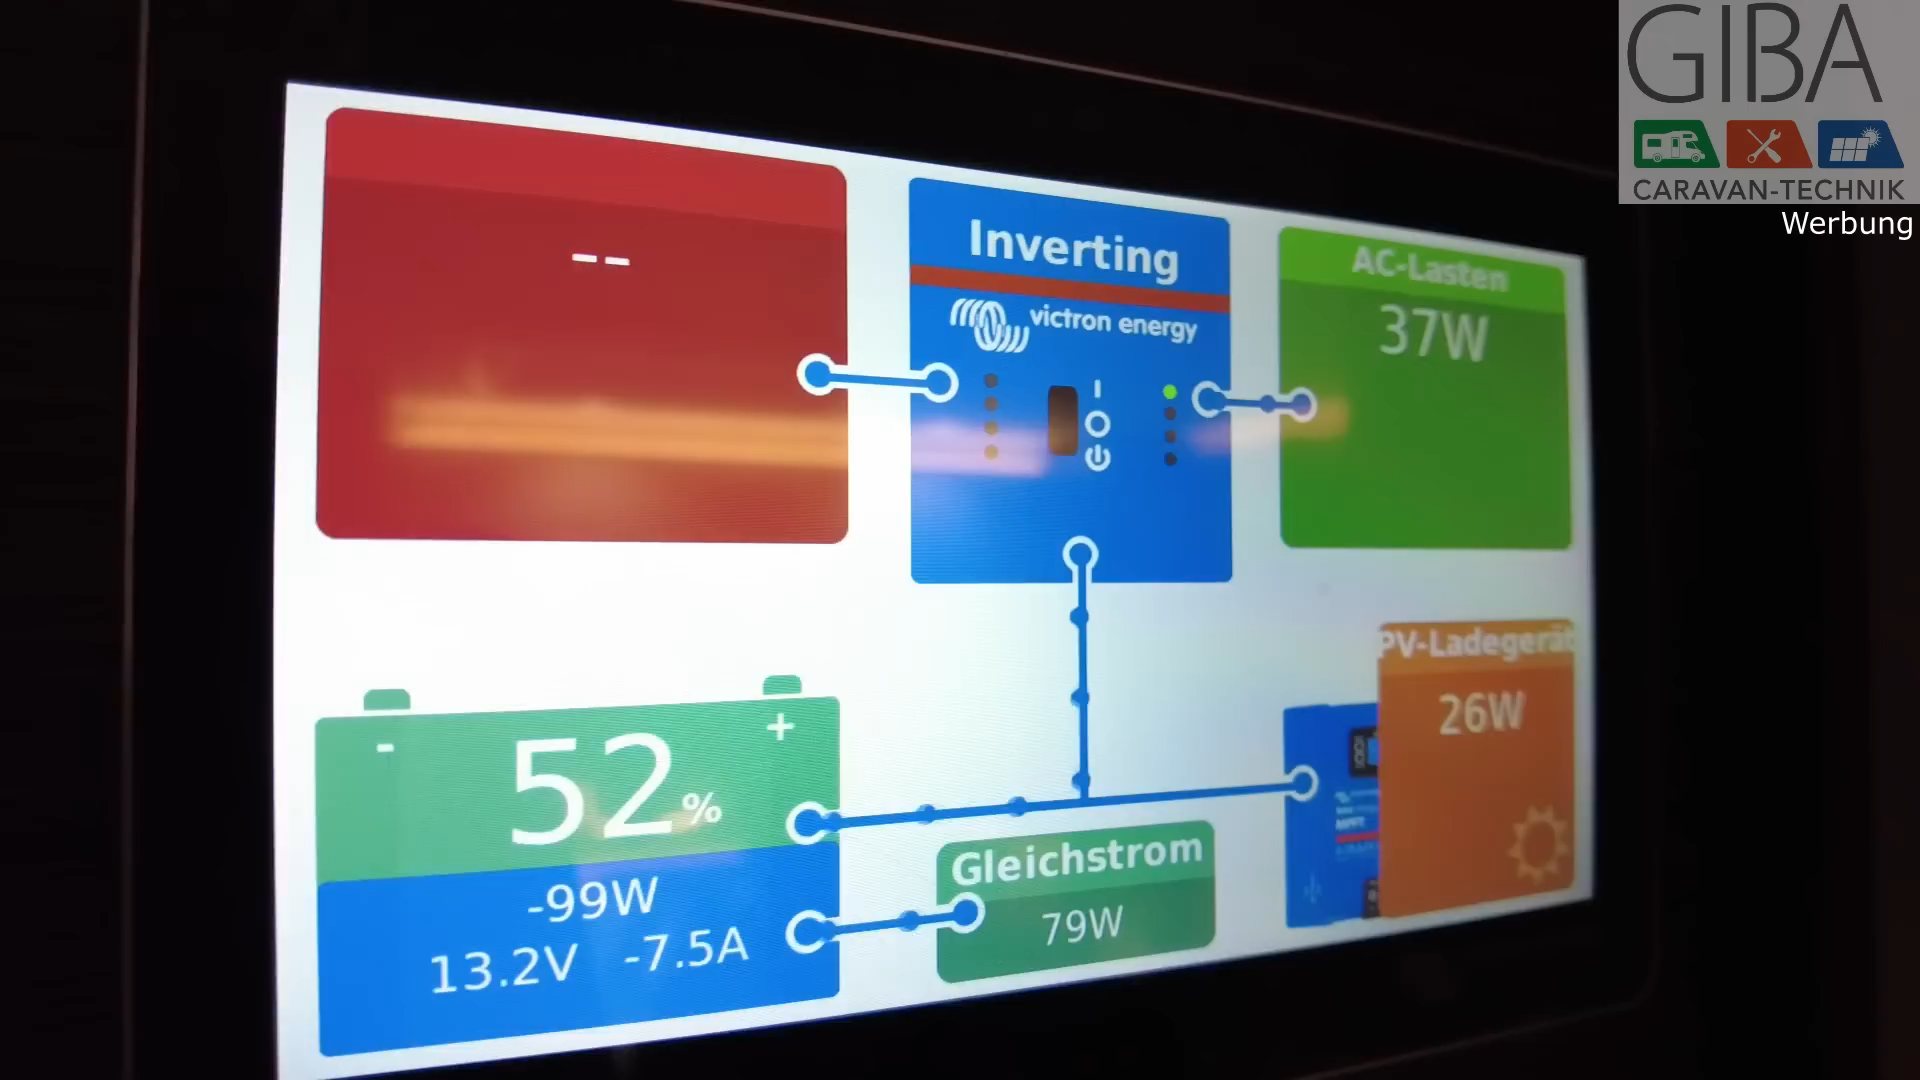 GIBA
CARAVAN-TECHNIK
Werbung
--
Inverting
victron energy
AC-Lasten
37W
PV-Ladegerät
26W
- +
52%
-99W
13.2V -7.5A
Gleichstrom
79W
MPPT